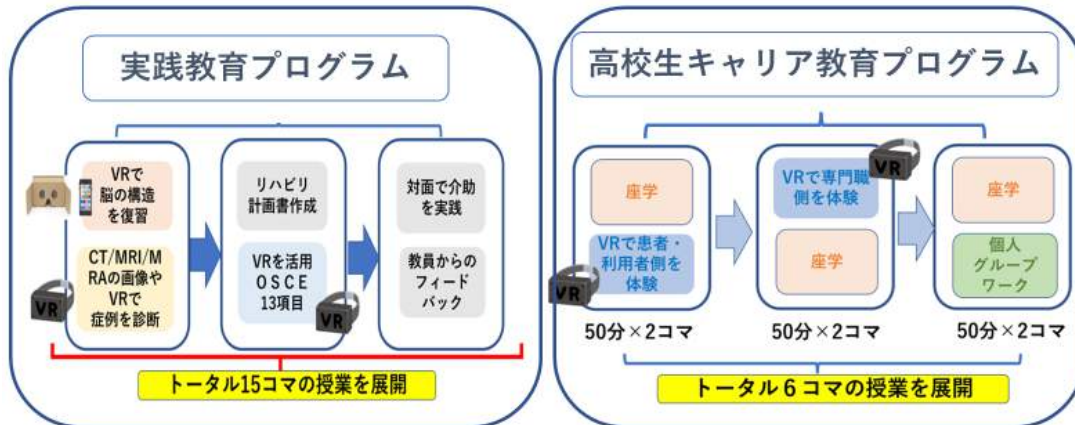 実践教育プログラム
VRで
脳の構造
を復習
CT/MRI/M
RAの画像や
VRで
症例を診断
VR
リハビリ
計画書作成
VRを活用
OSCE
13項目
VR
対面で介助
を実践
教員からの
フィード
バック
トータル15コマの授業を展開
高校生キャリア教育プログラム
座学
VRで患者・
利用者側を
体験
VR
50分×2コマ
VRで専門職
側を体験
VR
座学
50分×2コマ
座学
個人
グループ
ワーク
50分×2コマ
トータル６コマの授業を展開